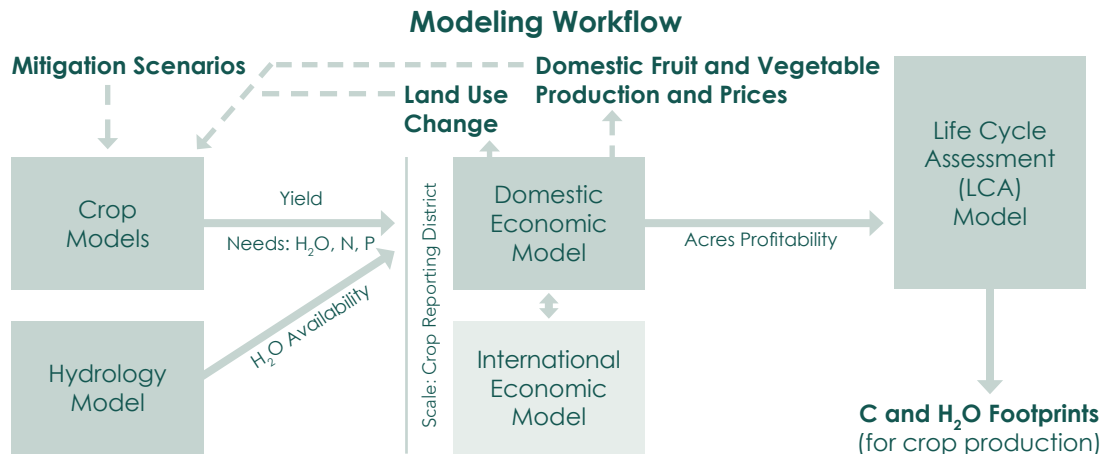 Modeling Workflow
Mitigation Scenarios
Land Use
Change
Domestic Fruit and Vegetable
Production and Prices
Life Cycle
Assessment
(LCA)
Model
Crop
Models
Yield
Needs: H₂O, N, P
Scale: Crop Reporting District
Domestic
Economic
Model
Acres Profitability
Hydrology
Model
H₂O Availability
International
Economic
Model
C and H₂O Footprints
(for crop production)